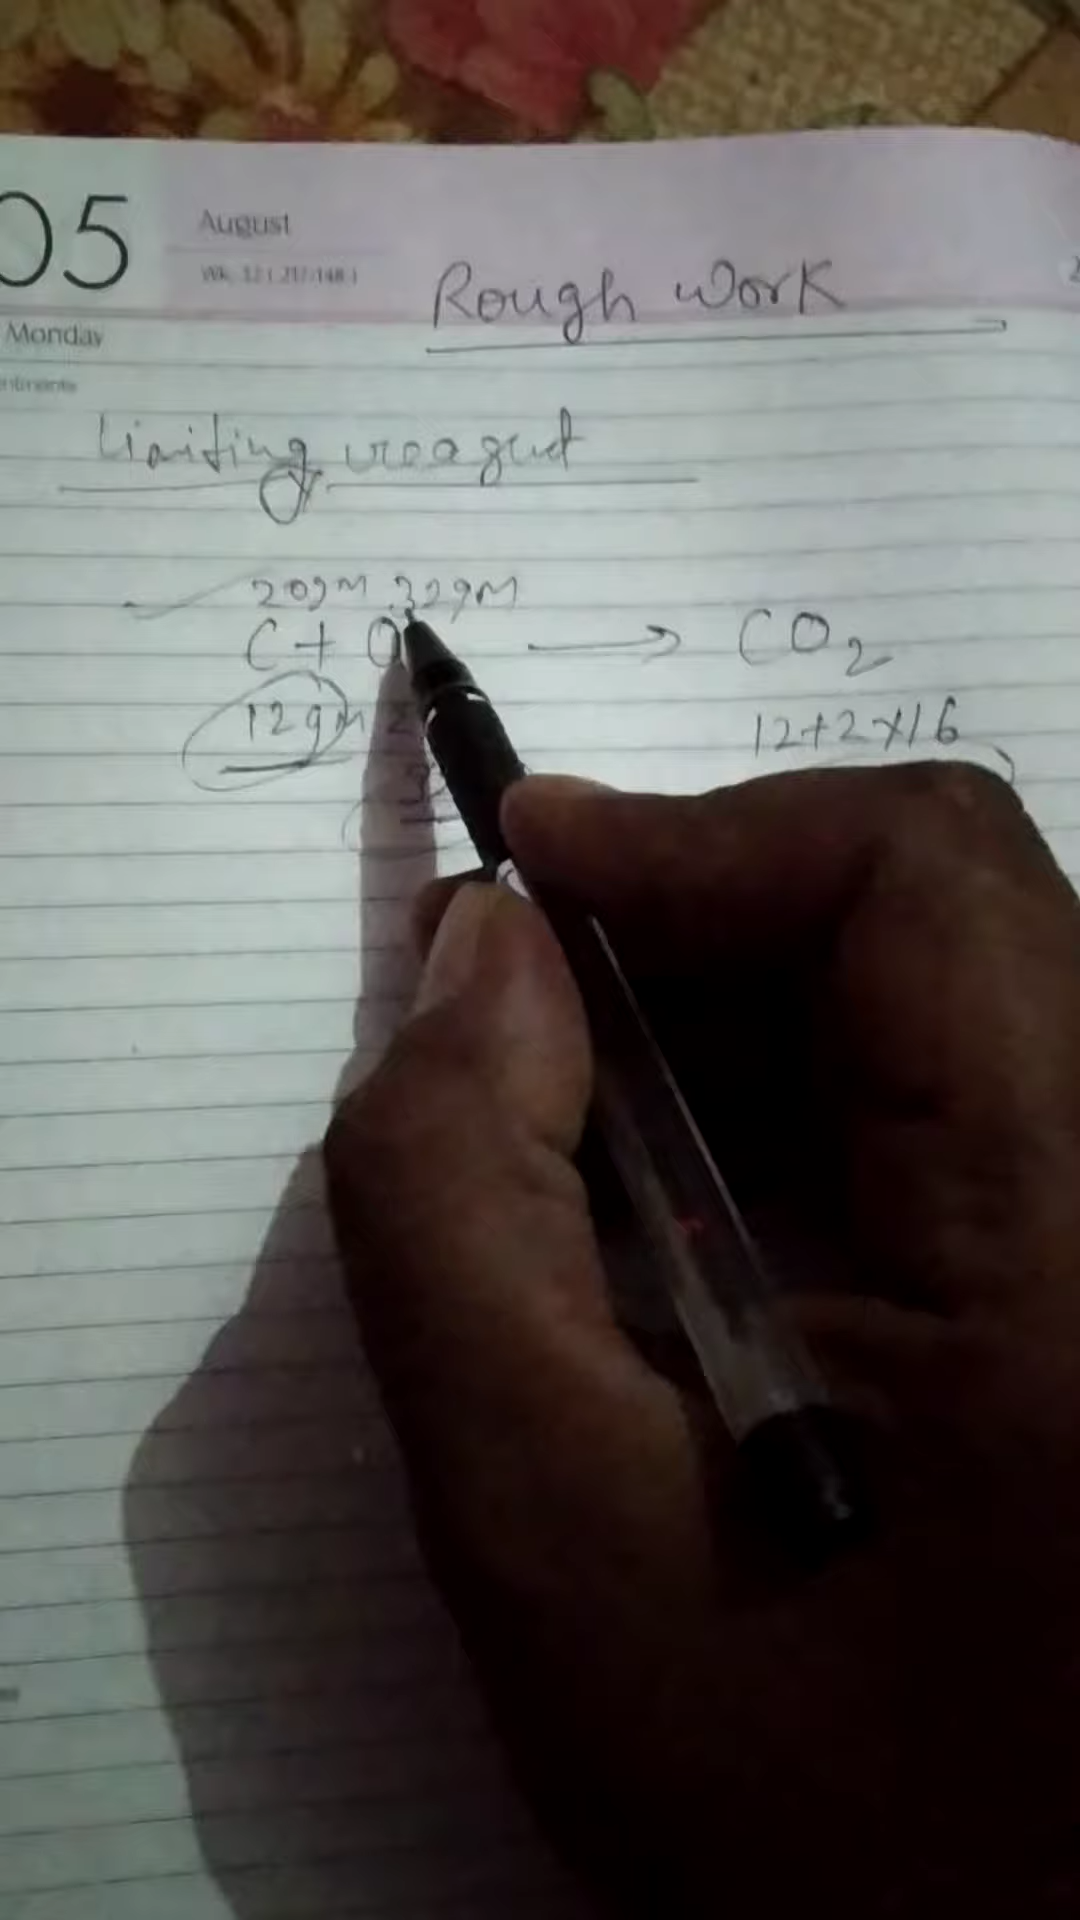 05
August
Monday
Rough Work
Limiting reagent
20gm 32gm
C + O → CO2
12gm 12+2×16